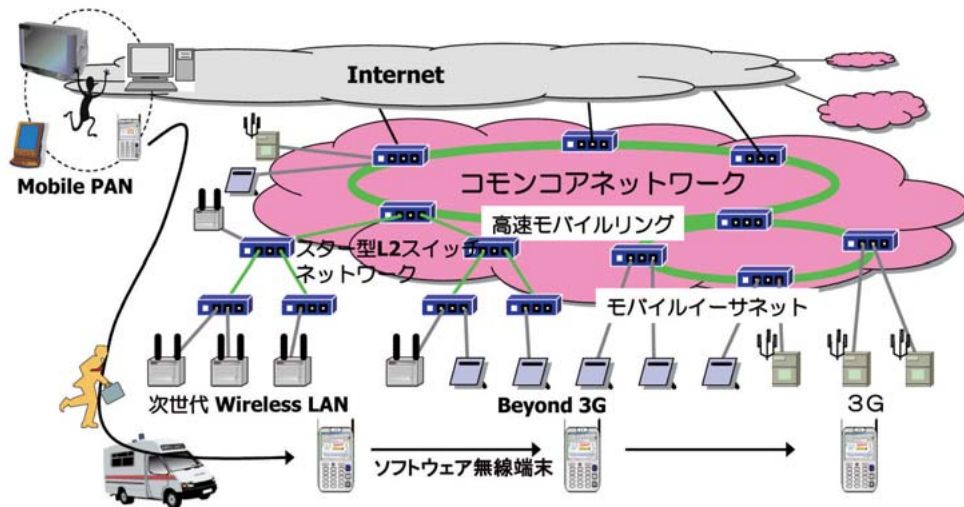 Internet
Mobile PAN
コモンコアネットワーク
高速モバイルリング
スター型L2スイッチ
ネットワーク
モバイルイーサネット
次世代 Wireless LAN
Beyond 3G
3G
ソフトウェア無線端末